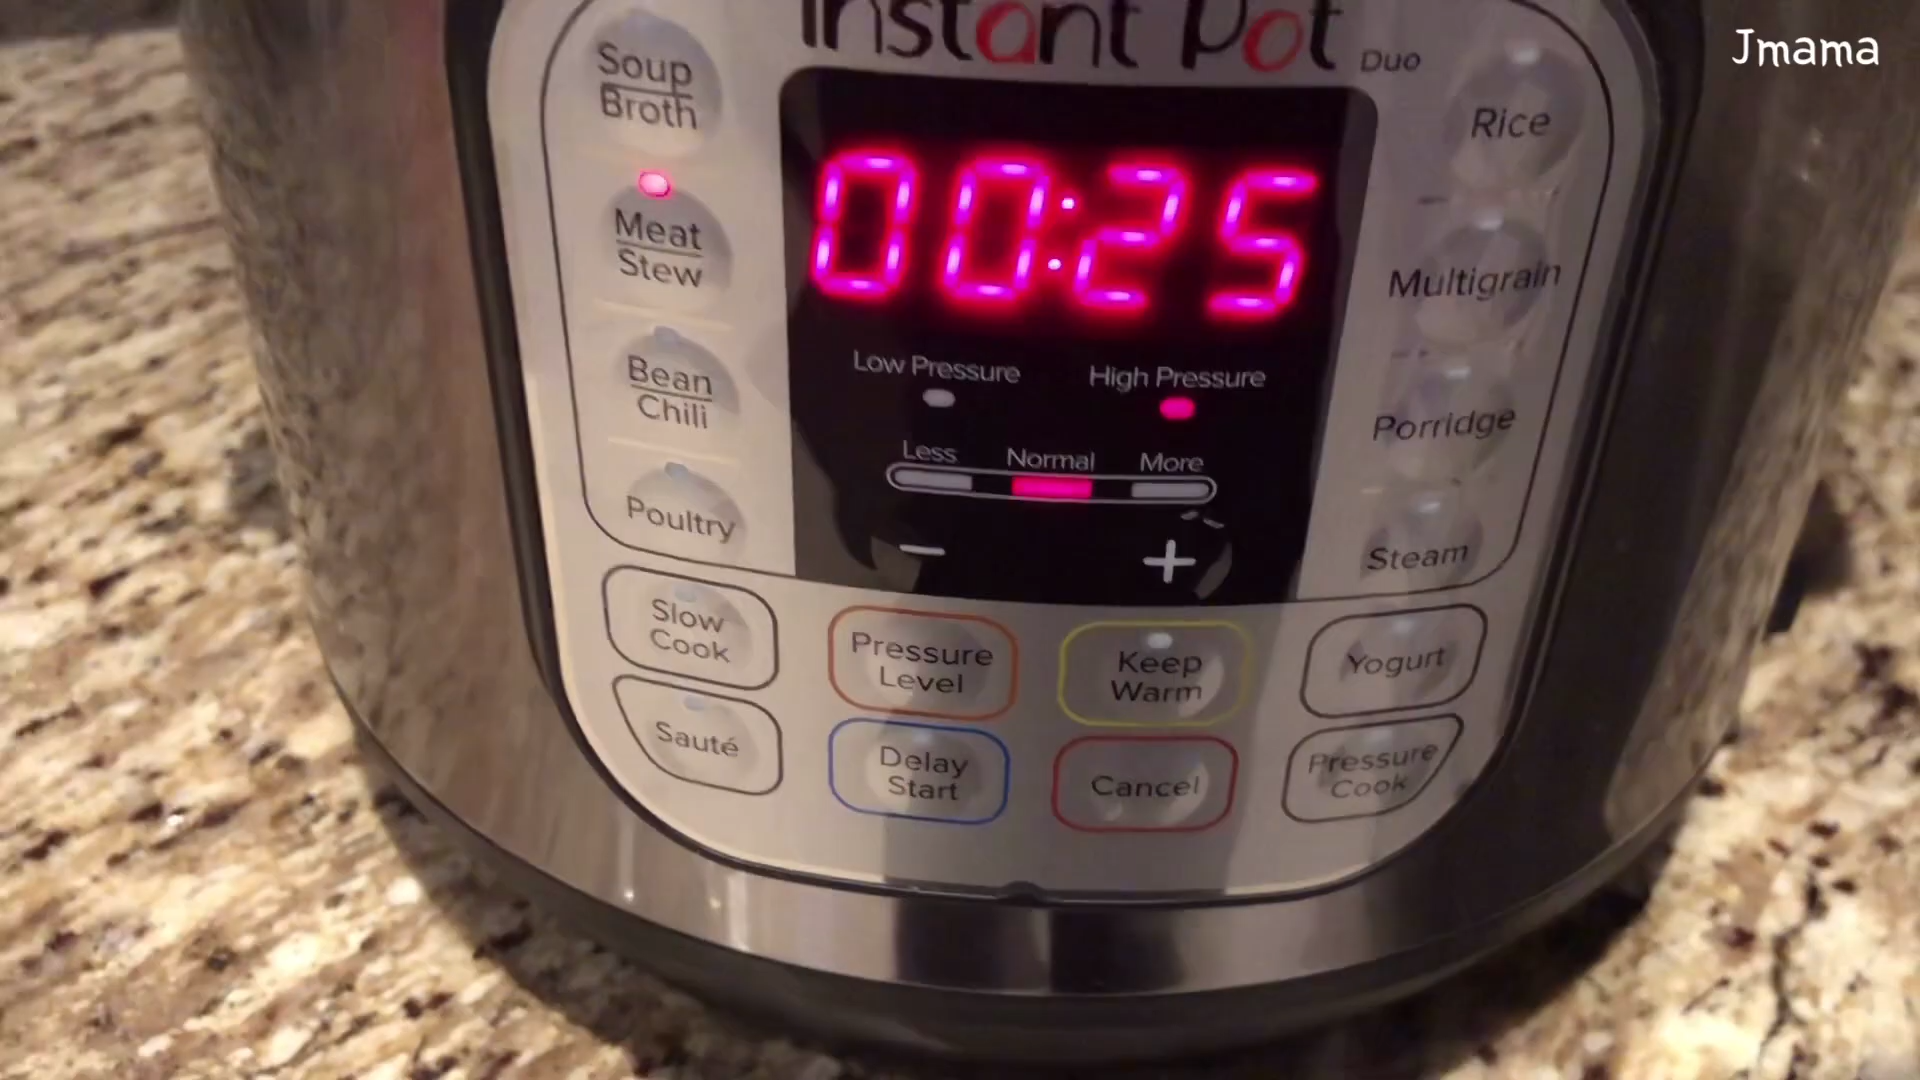 Jmama
Instant Pot Duo
Soup
Broth
Meat
Stew
Bean
Chili
Poultry
00:25
Low Pressure
High Pressure
Less
Normal
More
−
+
Rice
Multigrain
Porridge
Steam
Slow
Cook
Sauté
Pressure
Level
Keep
Warm
Delay
Start
Cancel
Yogurt
Pressure
Cook